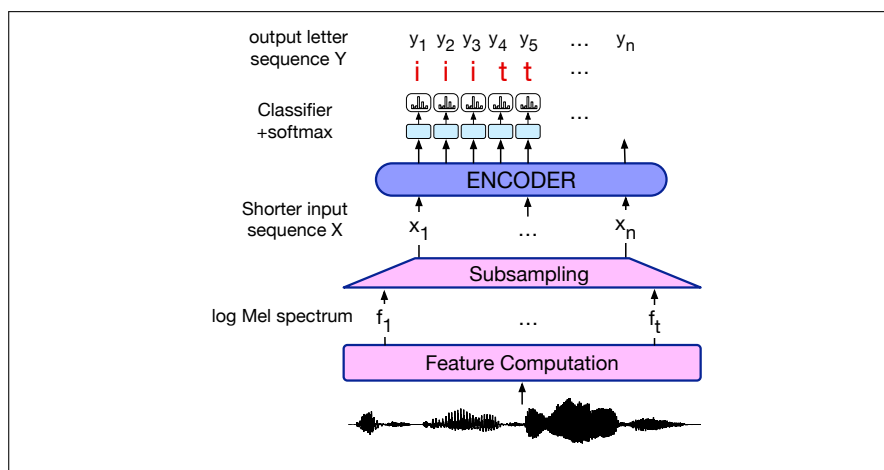 output letter sequence Y
y1 y2 y3 y4 y5 ... yn
i i i t t ...
Classifier +softmax
...
ENCODER
Shorter input sequence X
x1 ... xn
Subsampling
log Mel spectrum
f1 ... ft
Feature Computation